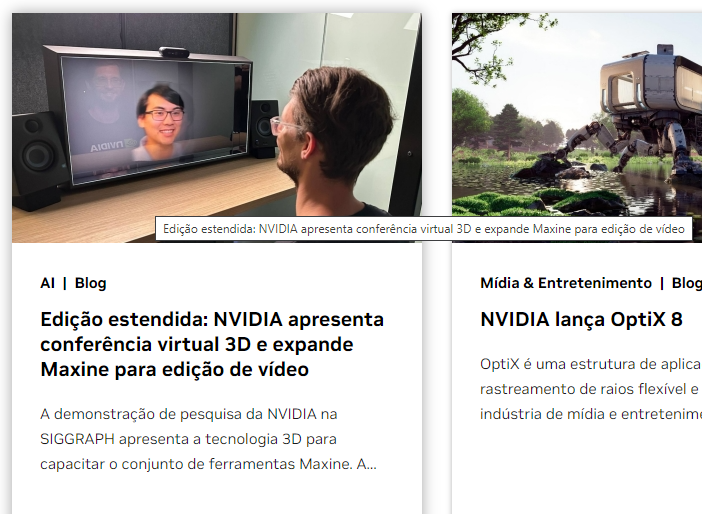 NVIDIA
Edição estendida: NVIDIA apresenta conferência virtual 3D e expande Maxine para edição de vídeo
AI | Blog
Edição estendida: NVIDIA apresenta
conferência virtual 3D e expande
Maxine para edição de vídeo
A demonstração de pesquisa da NVIDIA na
SIGGRAPH apresenta a tecnologia 3D para
capacitar o conjunto de ferramentas Maxine. A...
Mídia & Entretenimento | Blog
NVIDIA lança OptiX 8
OptiX é uma estrutura de aplica
rastreamento de raios flexível e
indústria de mídia e entretenime